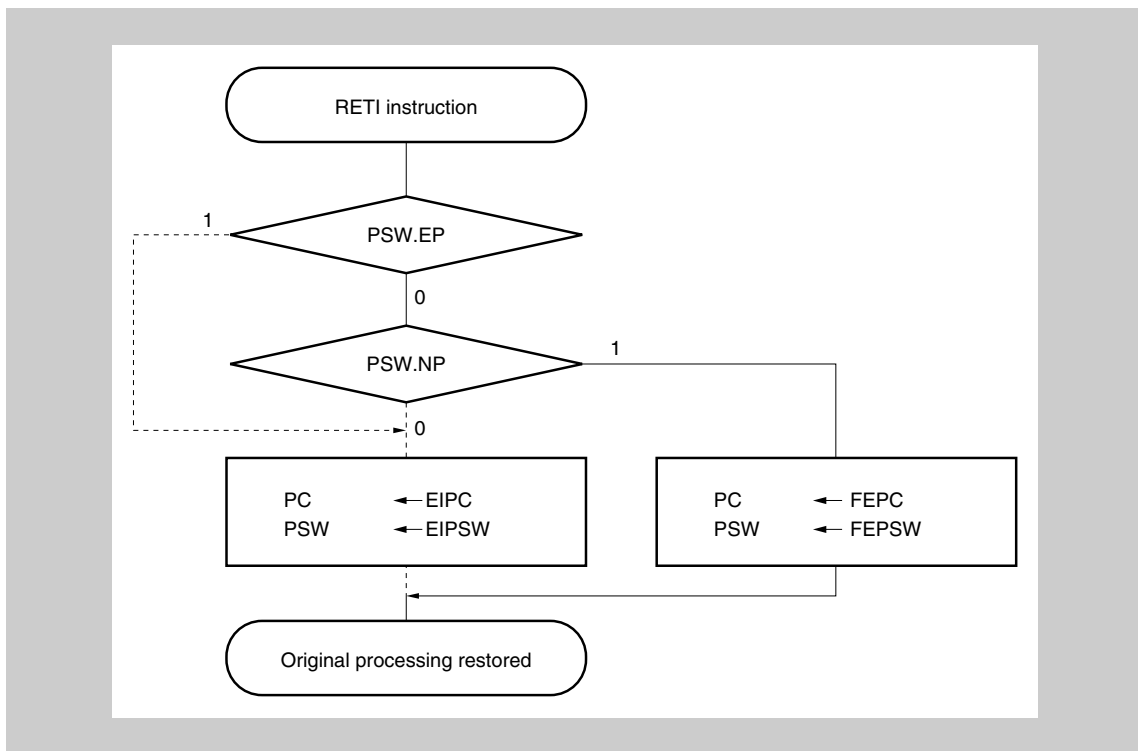 RETI instruction
1
PSW.EP
0
PSW.NP
1
0
PC ← EIPC
PSW ← EIPSW
PC ← FEPC
PSW ← FEPSW
Original processing restored